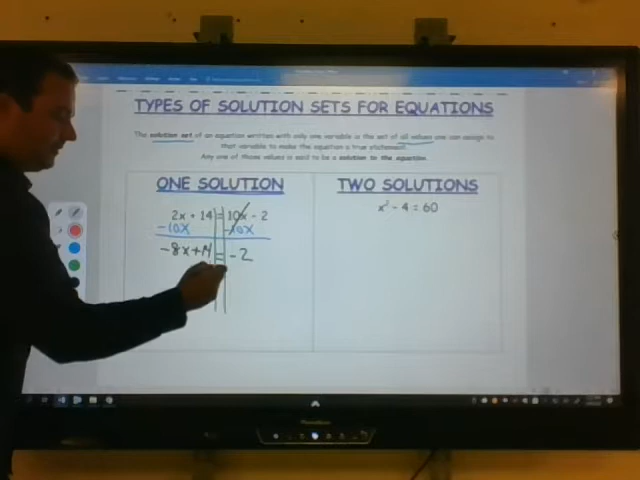 TYPES OF SOLUTION SETS FOR EQUATIONS
The solution set of an equation written with only one variable is the set of all values one can assign to
that variable to make the equation a true statement.
Any one of those values is said to be a solution to the equation.
ONE SOLUTION
2x + 14 = 10x - 2
-10x -10x
-8x+14 = -2
TWO SOLUTIONS
x² - 4 = 60